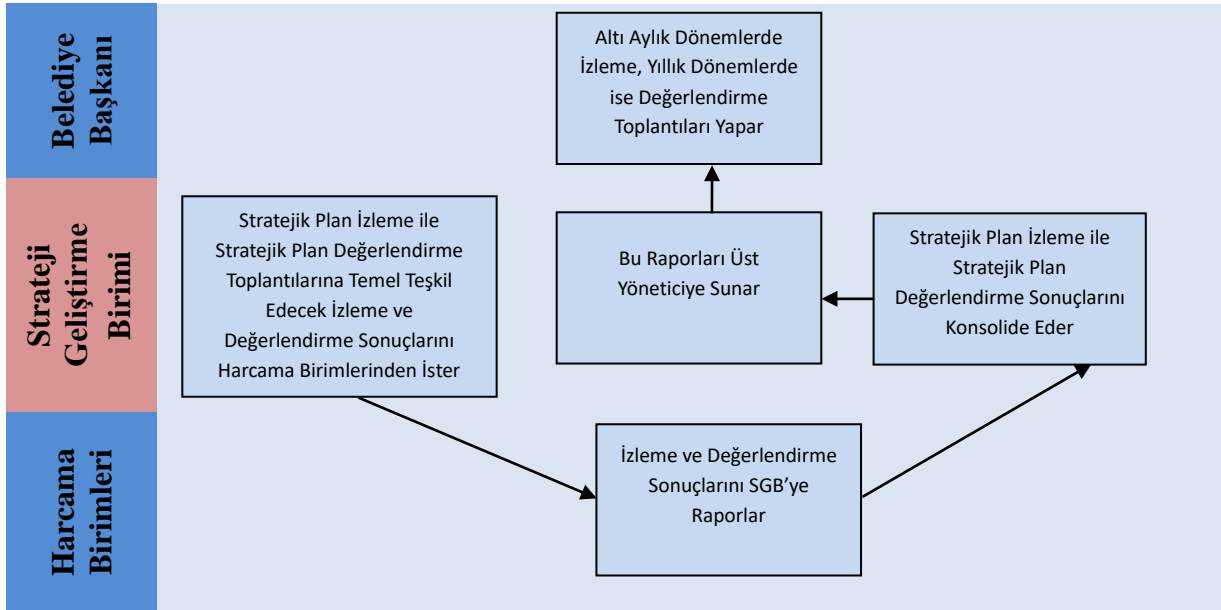 Belediye
Başkanı
Altı Aylık Dönemlerde
İzleme, Yıllık Dönemlerde
ise Değerlendirme
Toplantıları Yapar
Strateji
Geliştirme
Birimi
Stratejik Plan İzleme ile
Stratejik Plan Değerlendirme
Toplantılarına Temel Teşkil
Edecek İzleme ve
Değerlendirme Sonuçlarını
Harcama Birimlerinden İster
Bu Raporları Üst
Yöneticiye Sunar
Stratejik Plan İzleme ile
Stratejik Plan
Değerlendirme Sonuçlarını
Konsolide Eder
Harcama
Birimleri
İzleme ve Değerlendirme
Sonuçlarını SGB’ye
Raporlar